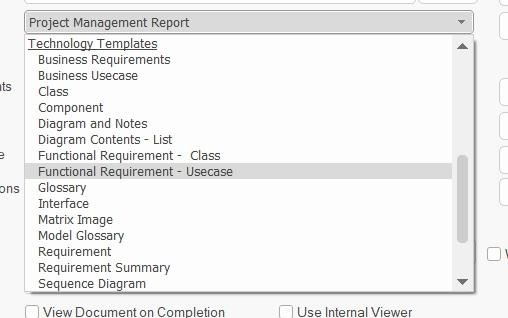 Project Management Report
Technology Templates
Business Requirements
Business Usecase
Class
Component
Diagram and Notes
Diagram Contents - List
Functional Requirement -  Class
Functional Requirement - Usecase
Glossary
Interface
Matrix Image
Model Glossary
Requirement
Requirement Summary
Sequence Diagram
View Document on Completion
Use Internal Viewer